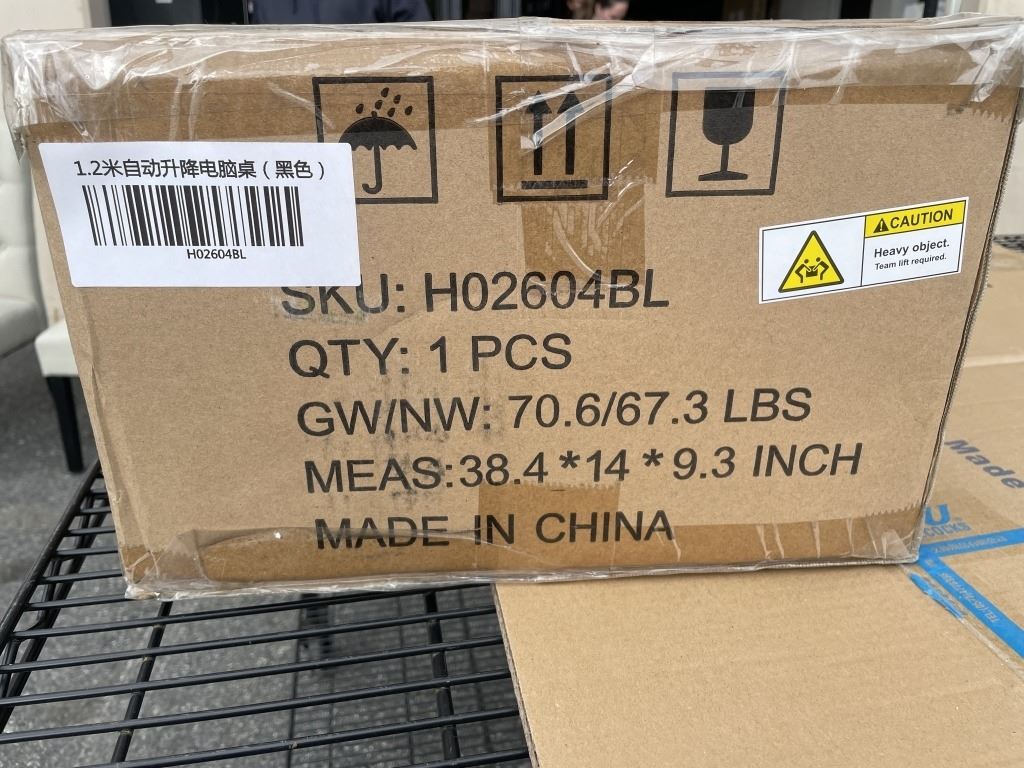 1.2米自动升降电脑桌（黑色）
H02604BL
CAUTION
Heavy object.
Team lift required.
SKU: H02604BL
QTY: 1 PCS
GW/NW: 70.6/67.3 LBS
MEAS:38.4*14*9.3 INCH
MADE IN CHINA
Made